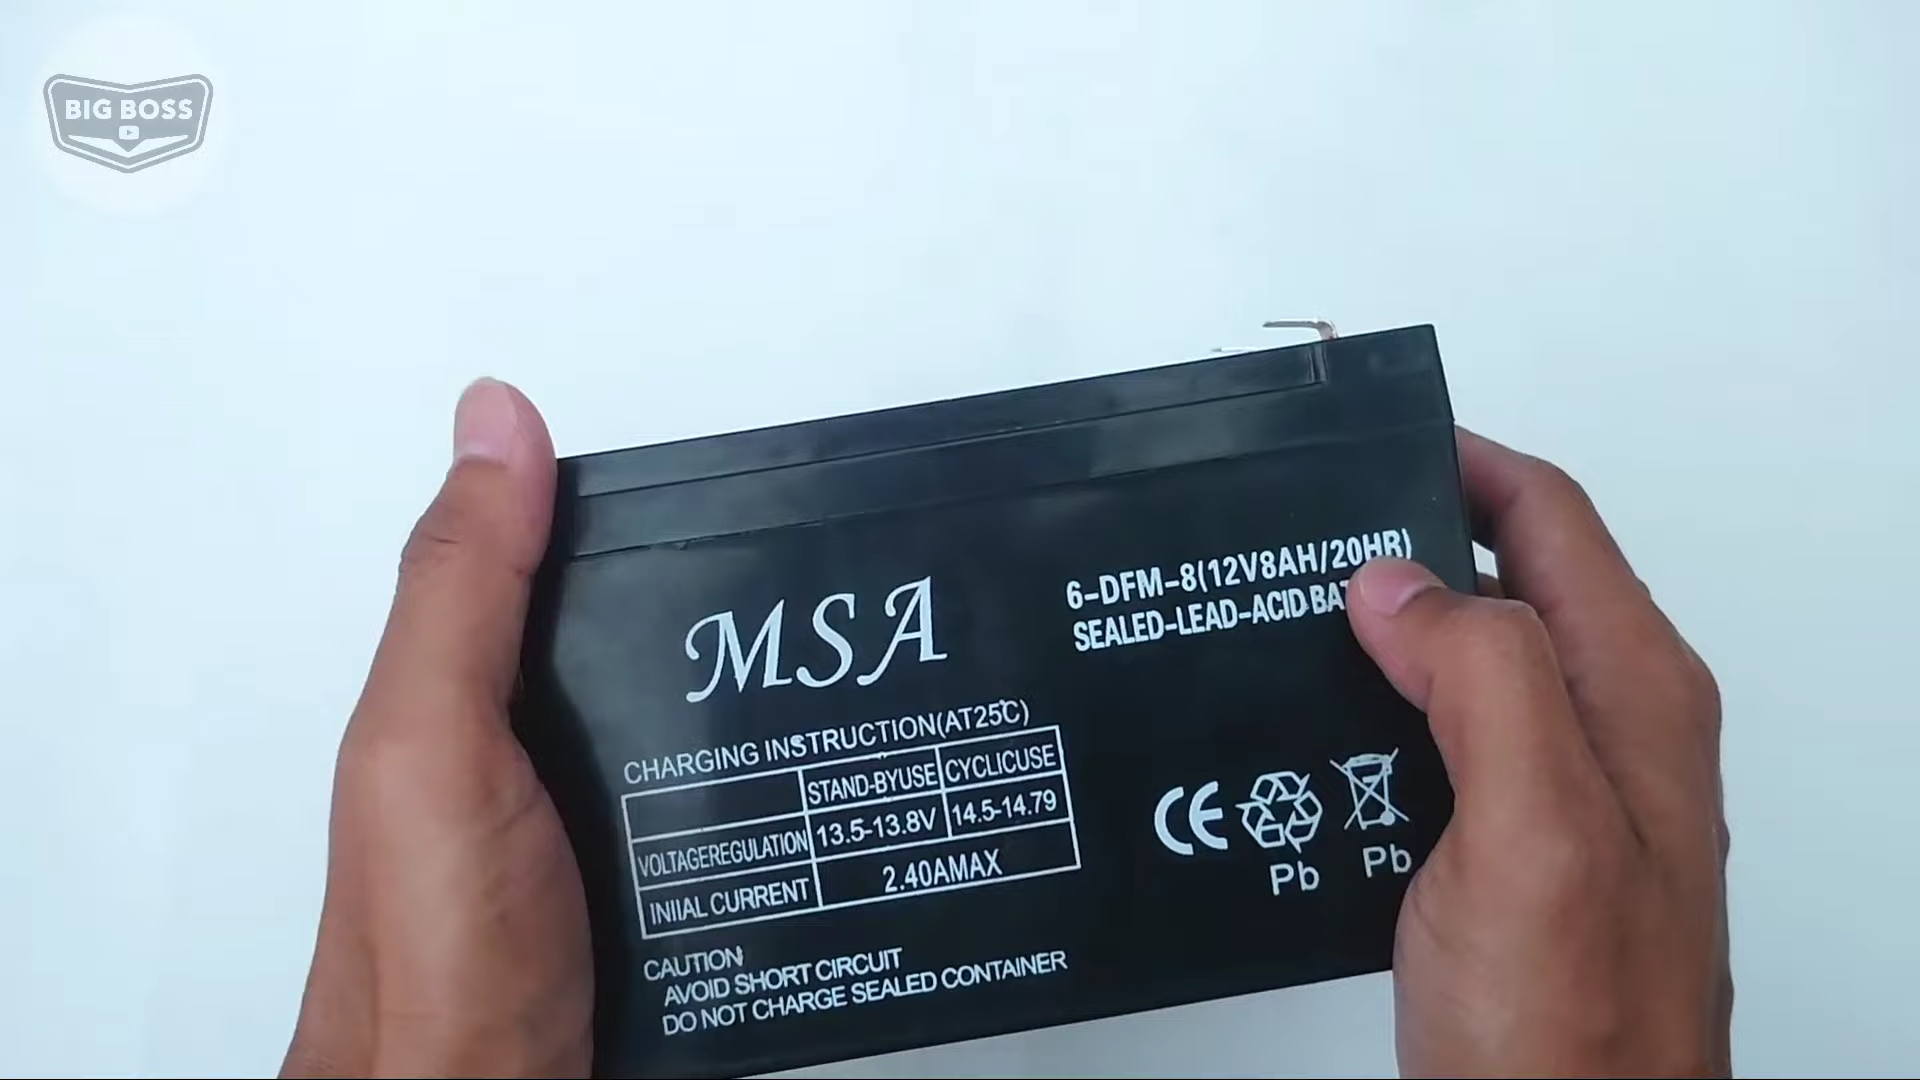 BIG BOSS
6-DFM-8(12V8AH/20HR)
SEALED-LEAD-ACID
MSA
CHARGING INSTRUCTION(AT25℃)
STAND-BYUSE CYCLICUSE
VOLTAGEREGULATION 13.5-13.8V 14.5-14.79
INIIAL CURRENT 2.40AMAX
CE
Pb Pb
CAUTION
AVOID SHORT CIRCUIT
DO NOT CHARGE SEALED CONTAINER